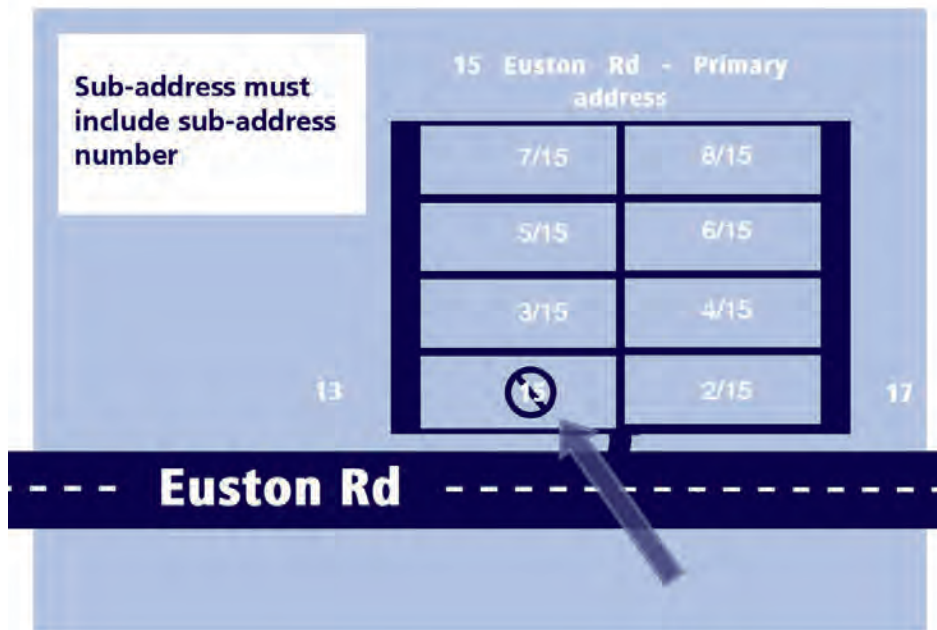 Sub-address must
include sub-address
number
15 Euston Rd - Primary
address
7/15 8/15
5/15 6/15
3/15 4/15
13 15 2/15 17
Euston Rd